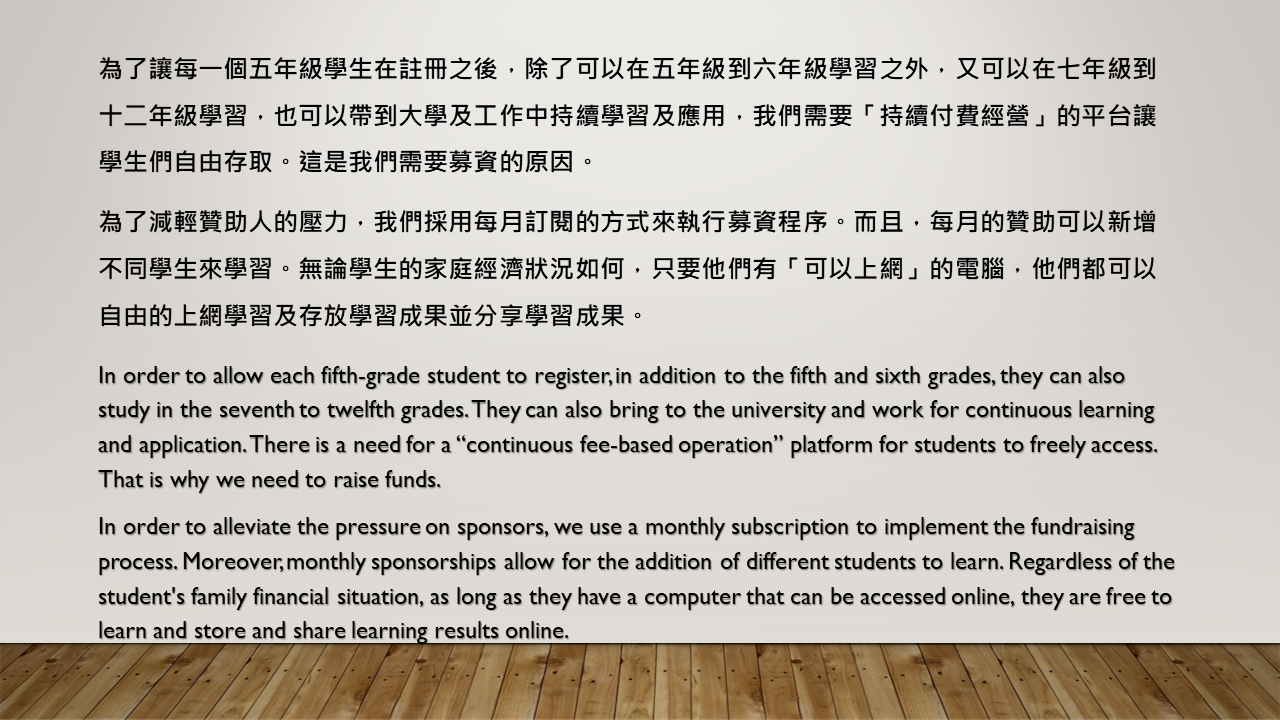 為了讓每一個五年級學生在註冊之後，除了可以在五年級到六年級學習之外，又可以在七年級到
十二年級學習，也可以帶到大學及工作中持續學習及應用，我們需要「持續付費經營」的平台讓
學生們自由存取。這是我們需要募資的原因。
為了減輕贊助人的壓力，我們採用每月訂閱的方式來執行募資程序。而且，每月的贊助可以新增
不同學生來學習。無論學生的家庭經濟狀況如何，只要他們有「可以上網」的電腦，他們都可以
自由的上網學習及存放學習成果並分享學習成果。
In order to allow each fifth-grade student to register, in addition to the fifth and sixth grades, they can also
study in the seventh to twelfth grades. They can also bring to the university and work for continuous learning
and application. There is a need for a “continuous fee-based operation” platform for students to freely access.
That is why we need to raise funds.
In order to alleviate the pressure on sponsors, we use a monthly subscription to implement the fundraising
process. Moreover, monthly sponsorships allow for the addition of different students to learn. Regardless of the
student's family financial situation, as long as they have a computer that can be accessed online, they are free to
learn and store and share learning results online.